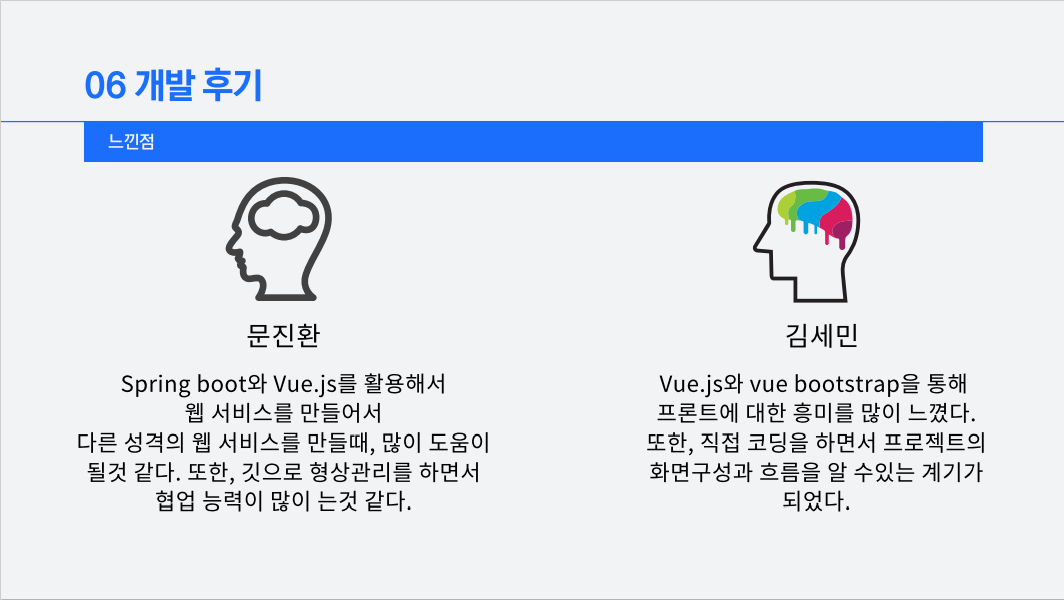 06 개발 후기
느낀점
문진환
Spring boot와 Vue.js를 활용해서
웹 서비스를 만들어서
다른 성격의 웹 서비스를 만들때, 많이 도움이
될것 같다. 또한, 깃으로 형상관리를 하면서
협업 능력이 많이 는것 같다.
김세민
Vue.js와 vue bootstrap을 통해
프론트에 대한 흥미를 많이 느꼈다.
또한, 직접 코딩을 하면서 프로젝트의
화면구성과 흐름을 알 수있는 계기가
되었다.